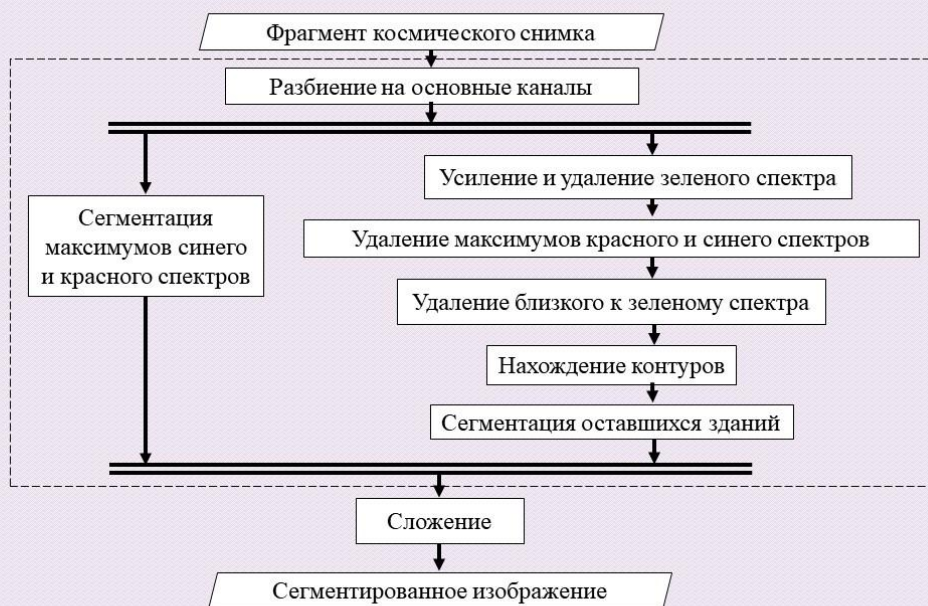 Фрагмент космического снимка
Разбиение на основные каналы
Сегментация
максимумов синего
и красного спектров
Усиление и удаление зеленого спектра
Удаление максимумов красного и синего спектров
Удаление близкого к зеленому спектра
Нахождение контуров
Сегментация оставшихся зданий
Сложение
Сегментированное изображение